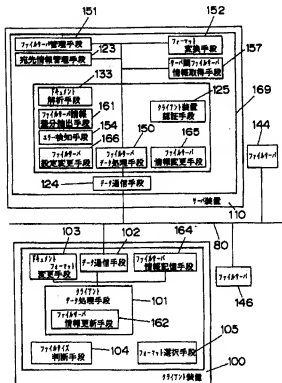 151
152
ファイルサーバ管理手段
123
宛先情報管理手段
フォーマット
変換手段
157
サーバ間ファイルサーバ
情報取得手段
133
ドキュメント
解析手段
125
169
161
ファイルサーバ情報
差分抽出手段
クライアント装置
認証手段
154
エラー検知手段
150
165
144
166
ファイルサーバ
設定変更手段
ファイルサーバ
データ処理手段
ファイルサーバ
情報変更手段
ファイルサーバ
124
データ通信手段
サーバ装置
110
103
102
164
80
ドキュメント
フォーマット
変更手段
データ通信手段
ファイルサーバ
情報記憶手段
クライアント
データ処理手段
101
ファイルサーバ
146
ファイルサーバ
情報更新手段
162
105
ファイルサイズ
判断手段
104
フォーマット選択手段
100
クライアント装置